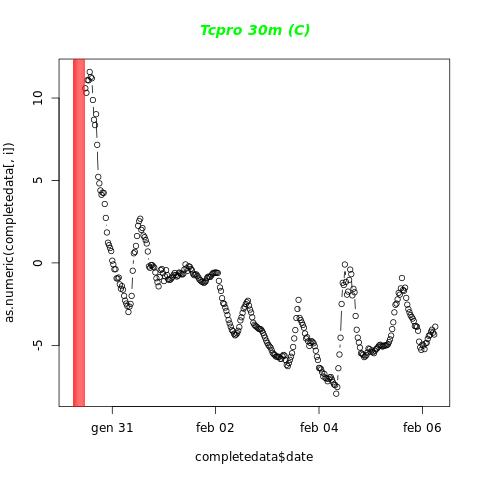 Tcpro 30m (C)
as.numeric(completedata[, i])
10
5
0
-5
gen 31
feb 02
feb 04
feb 06
completedata$date